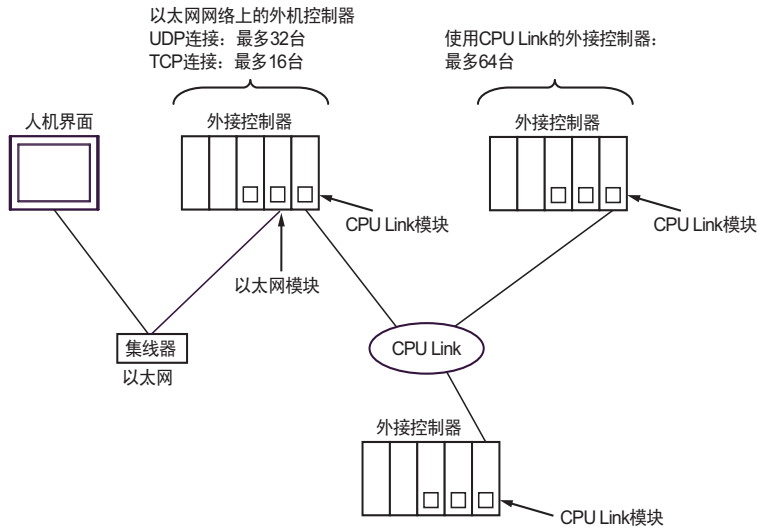 以太网网络上的外机控制器
UDP连接：最多32台
TCP连接：最多16台
使用CPU Link的外接控制器：
最多64台
人机界面
外接控制器
外接控制器
CPU Link模块
CPU Link模块
以太网模块
集线器
以太网
CPU Link
外接控制器
CPU Link模块